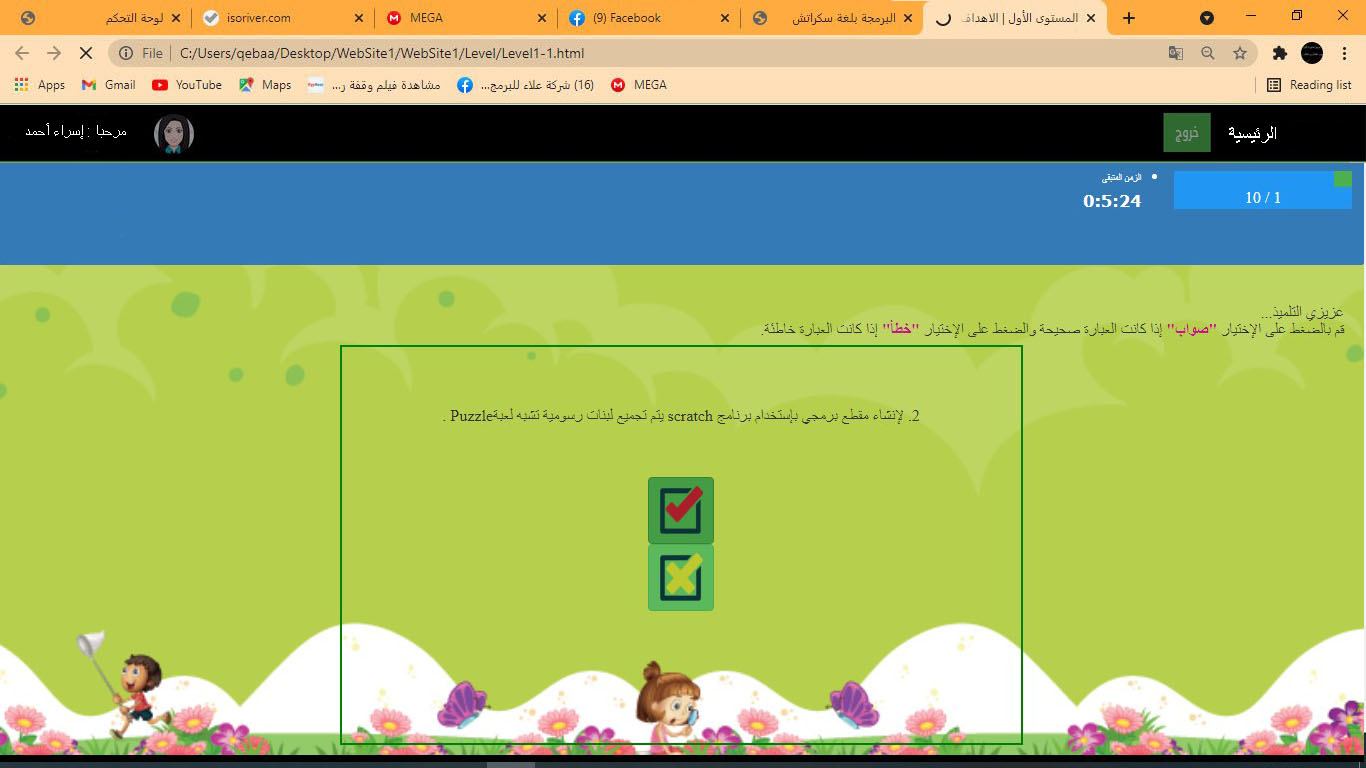 لوحة التحكم
isoriver.com
MEGA
(9) Facebook
البرمجة بلغة سكراتش
المستوى الأول | الاهداف
File
C:/Users/qebaa/Desktop/WebSite1/WebSite1/Level/Level1-1.html
Apps
Gmail
YouTube
Maps
مشاهدة فيلم وقفة ر...
(16) شركة علاء للبرمج...
MEGA
Reading list
الرئيسية
خروج
مرحبا : إسراء أحمد
10 / 1
الزمن المتبقى
0:5:24
عزيزي التلميذ...
قم بالضغط على الإختيار "صواب" إذا كانت العبارة صحيحة والضغط على الإختيار "خطأ" إذا كانت العبارة خاطئة.
2. لإنشاء مقطع برمجي بإستخدام برنامج scratch يتم تجميع لبنات رسومية تشبه لعبةPuzzle .